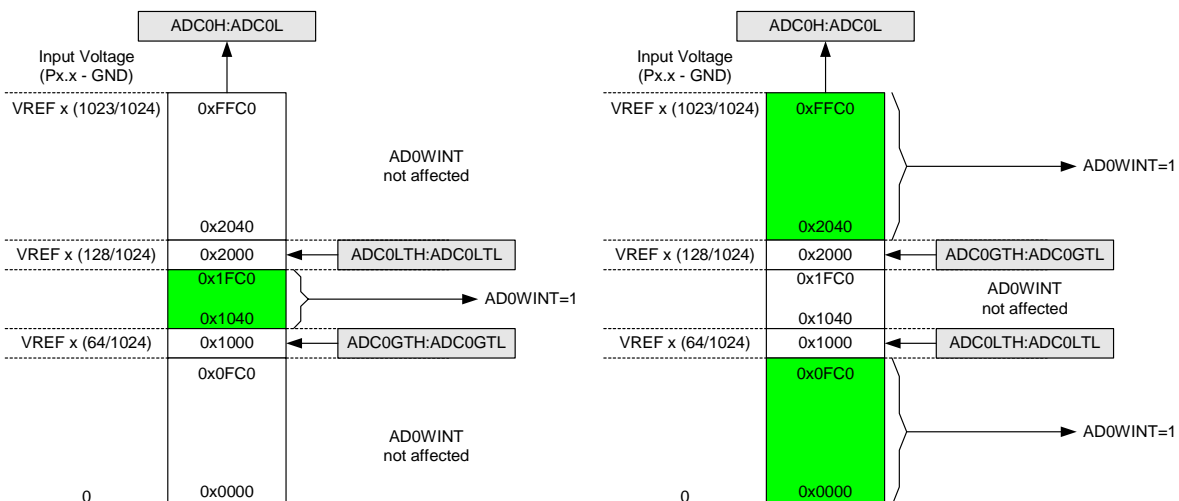 ADC0H:ADC0L
Input Voltage
(Px.x - GND)
VREF x (1023/1024)
0xFFC0
AD0WINT
not affected
0x2040
VREF x (128/1024)
0x2000
ADC0LTH:ADC0LTL
0x1FC0
AD0WINT=1
0x1040
VREF x (64/1024)
0x1000
ADC0GTH:ADC0GTL
0x0FC0
AD0WINT
not affected
0
0x0000
ADC0H:ADC0L
Input Voltage
(Px.x - GND)
VREF x (1023/1024)
0xFFC0
AD0WINT=1
0x2040
VREF x (128/1024)
0x2000
ADC0GTH:ADC0GTL
0x1FC0
AD0WINT
not affected
0x1040
VREF x (64/1024)
0x1000
ADC0LTH:ADC0LTL
0x0FC0
AD0WINT=1
0
0x0000